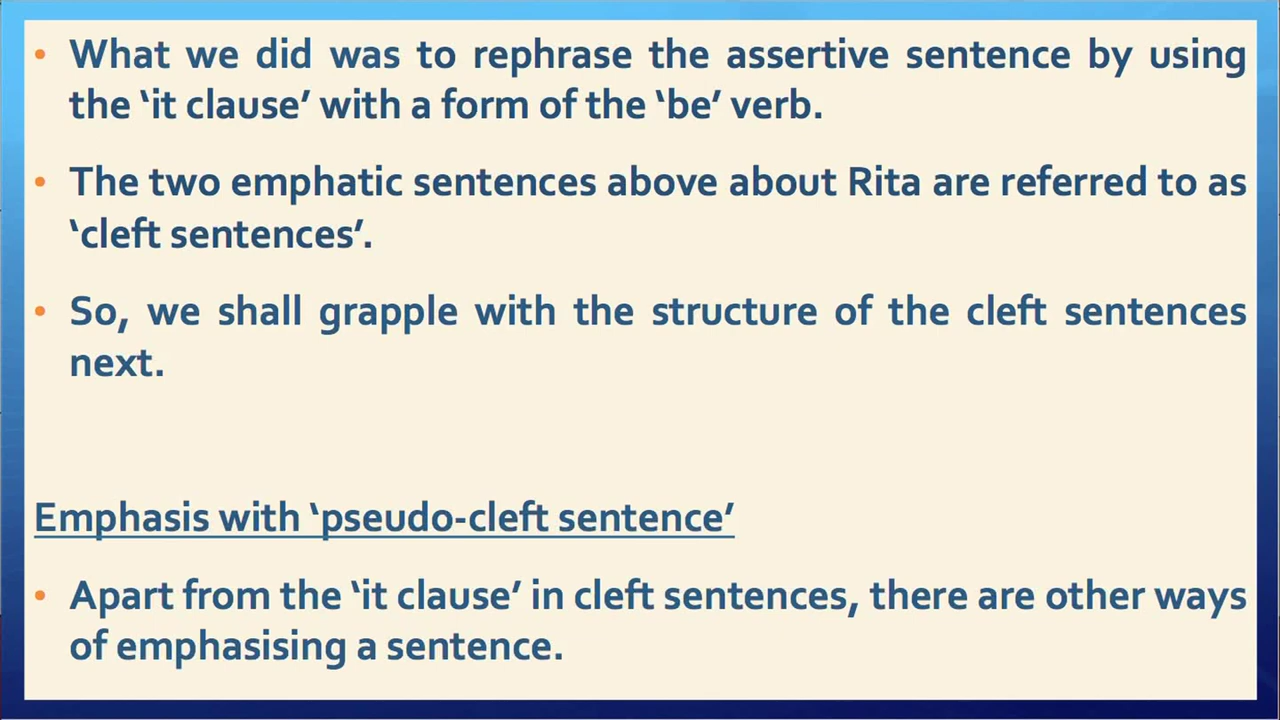 • What we did was to rephrase the assertive sentence by using
the ‘it clause’ with a form of the ‘be’ verb.
• The two emphatic sentences above about Rita are referred to as
‘cleft sentences’.
• So, we shall grapple with the structure of the cleft sentences
next.
Emphasis with ‘pseudo-cleft sentence’
• Apart from the ‘it clause’ in cleft sentences, there are other ways
of emphasising a sentence.